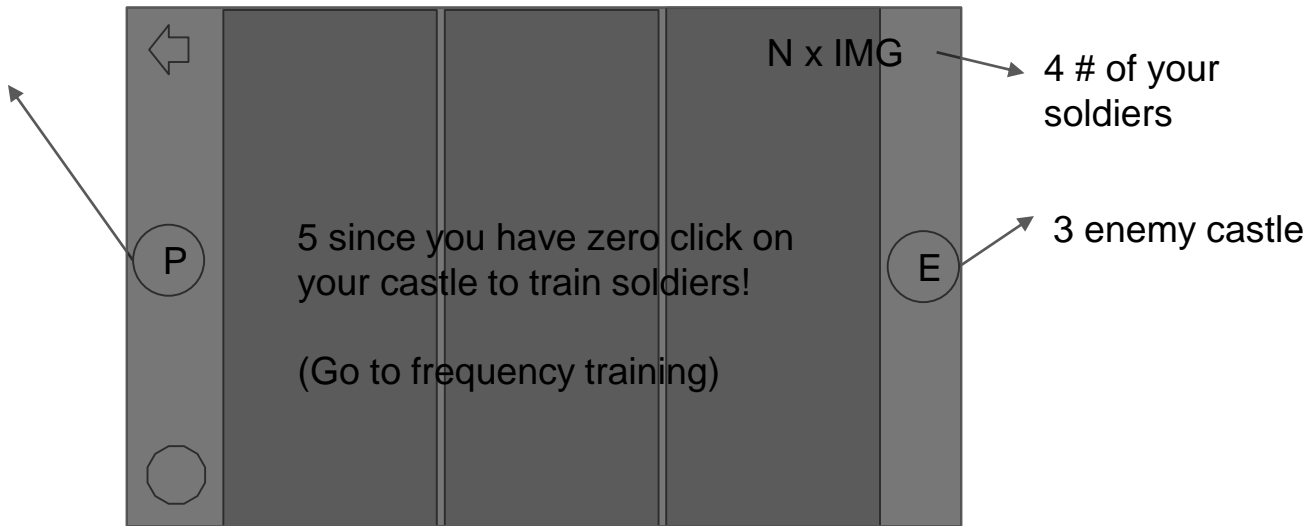 N x IMG
4 # of your
soldiers
P
5 since you have zero click on
your castle to train soldiers!
(Go to frequency training)
E
3 enemy castle